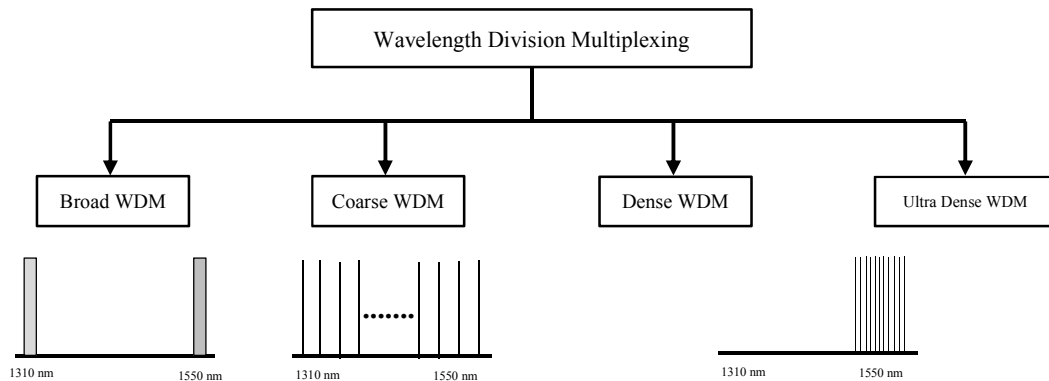 Wavelength Division Multiplexing
Broad WDM
Coarse WDM
Dense WDM
Ultra Dense WDM
1310 nm
1550 nm
1310 nm
1550 nm
1310 nm
1550 nm